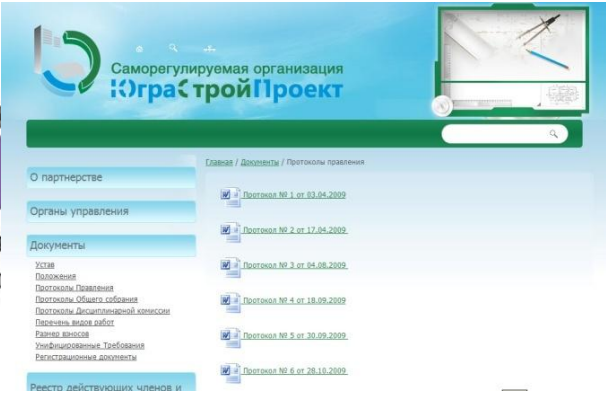 Саморегулируемая организация
ЮграСтройПроект
Главная / Документы / Протоколы правления
О партнерстве
Органы управления
Документы
Устав
Положения
Протоколы Правления
Протоколы Общего собрания
Протоколы Дисциплинарной комиссии
Перечень видов работ
Размер взносов
Унифицированные Требования
Регистрационные документы
Реестр действующих членов и
Протокол № 1 от 03.04.2009
Протокол № 2 от 17.04.2009
Протокол № 3 от 04.08.2009
Протокол № 4 от 18.09.2009
Протокол № 5 от 30.09.2009
Протокол № 6 от 28.10.2009